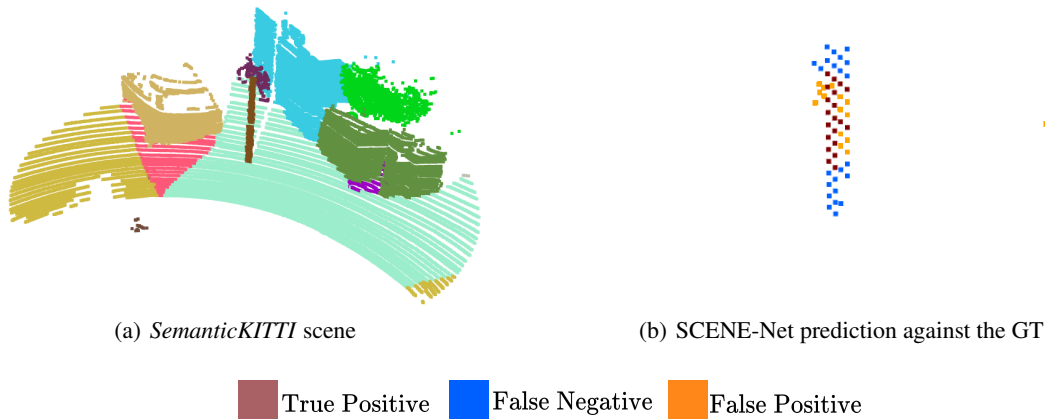 (a) SemanticKITTI scene
(b) SCENE-Net prediction against the GT
True Positive
False Negative
False Positive